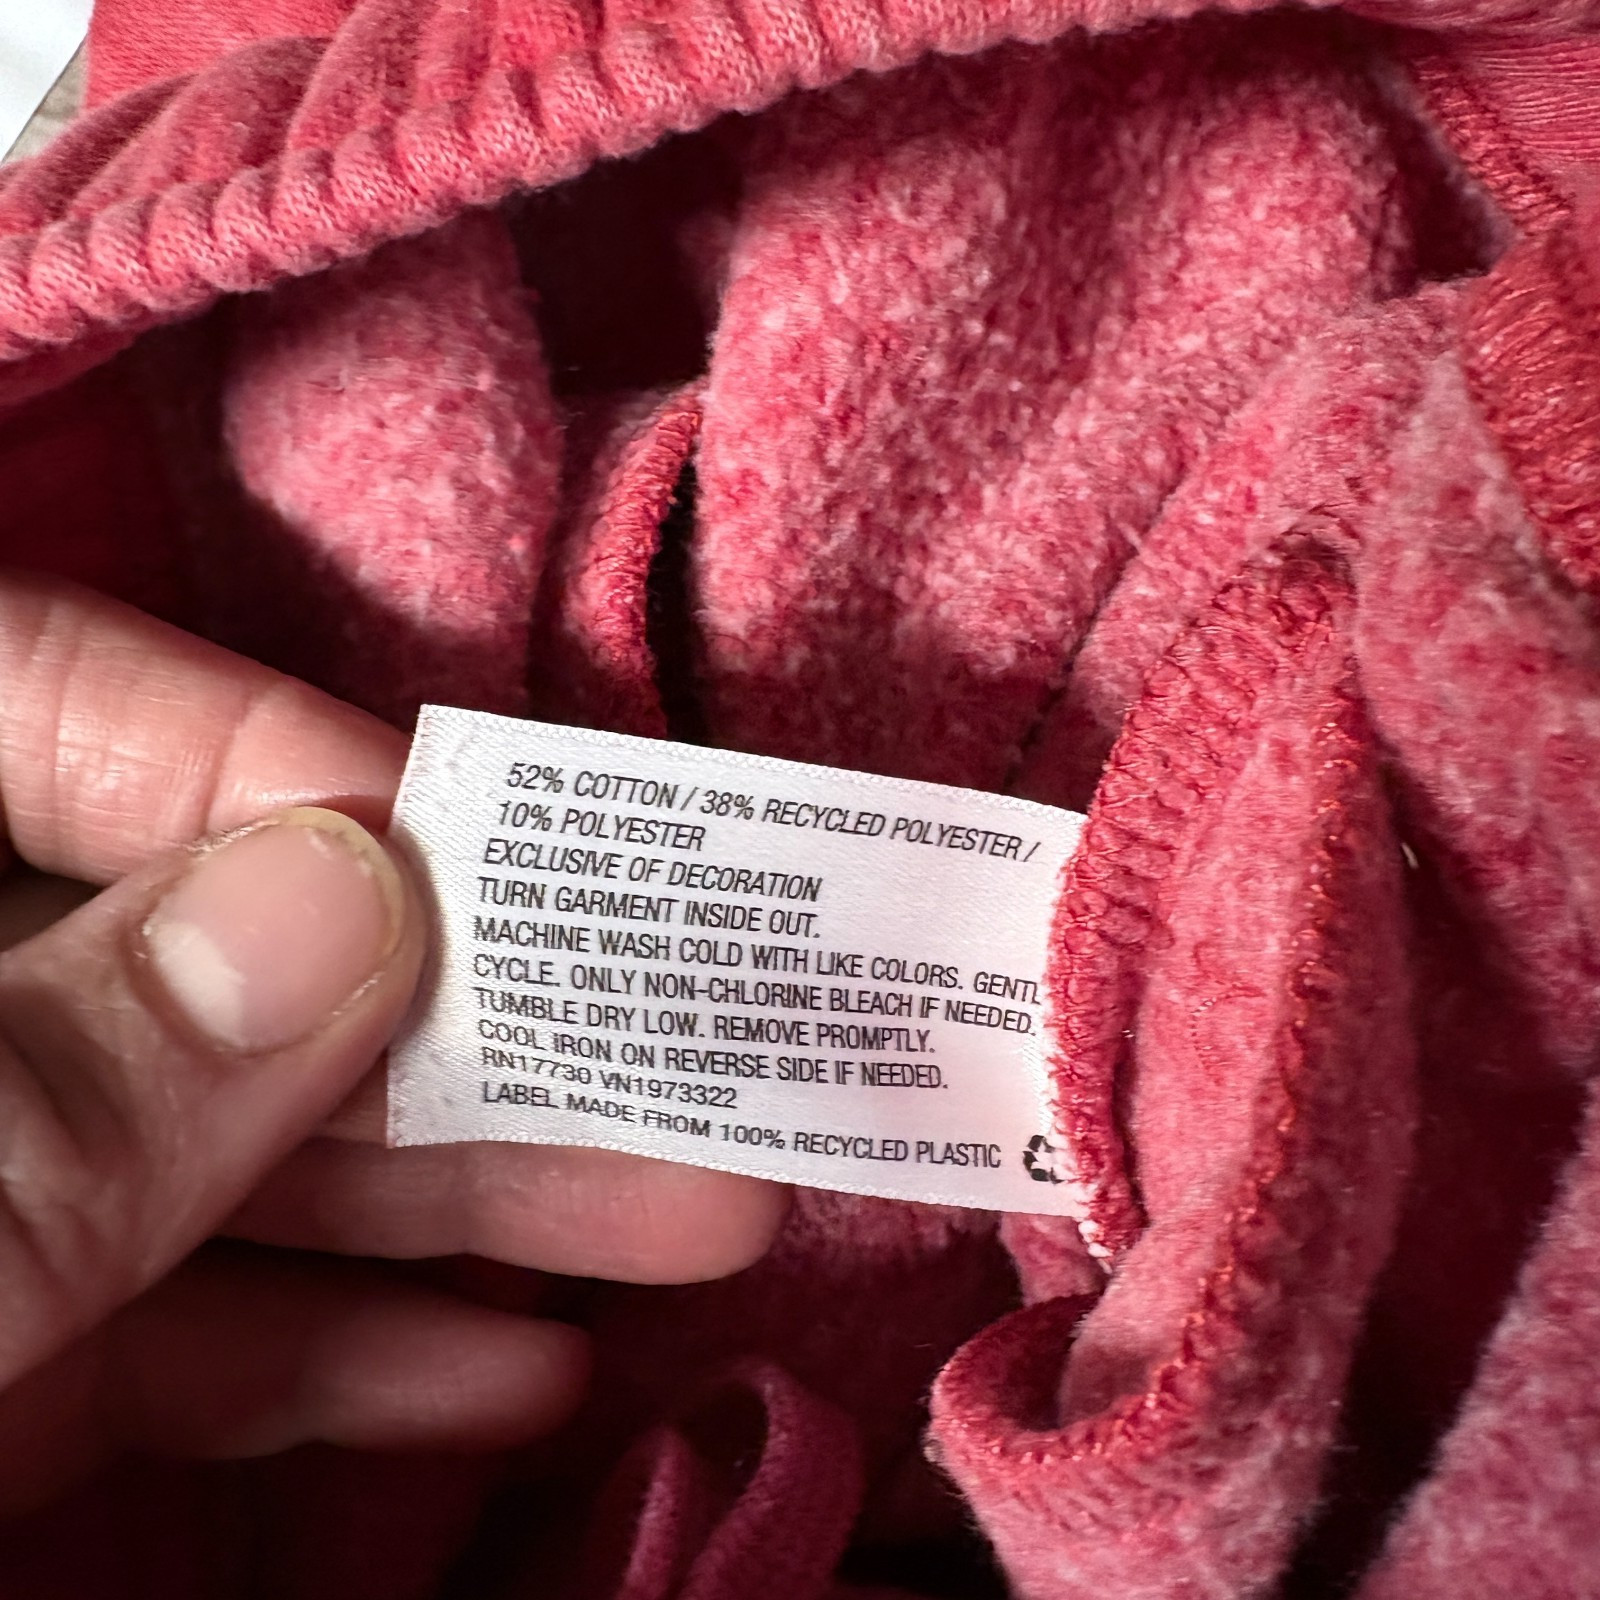 52% COTTON / 38% RECYCLED POLYESTER /
10% POLYESTER
EXCLUSIVE OF DECORATION
TURN GARMENT INSIDE OUT.
MACHINE WASH COLD WITH LIKE COLORS. GENTL
CYCLE. ONLY NON-CHLORINE BLEACH IF NEEDED.
TUMBLE DRY LOW. REMOVE PROMPTLY.
COOL IRON ON REVERSE SIDE IF NEEDED.
RN17730 VN1973322
LABEL MADE FROM 100% RECYCLED PLASTIC